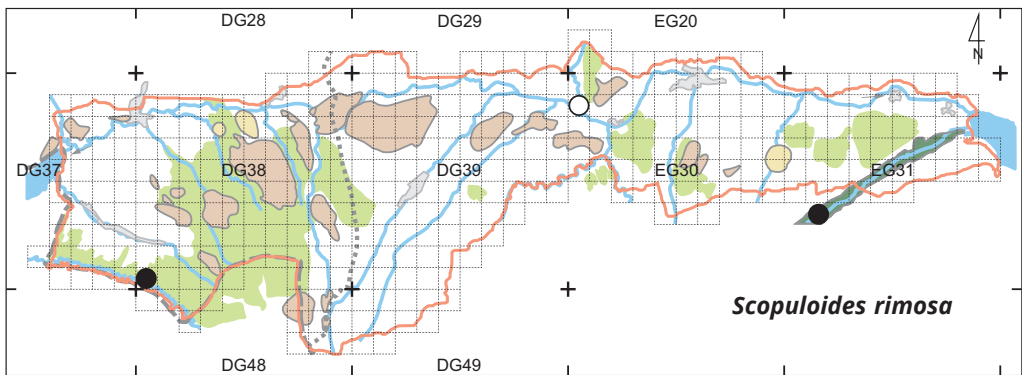 DG28 DG29 EG20
N
DG37 DG38 DG39 EG30 EG31
Scopuloides rimosa
DG48 DG49